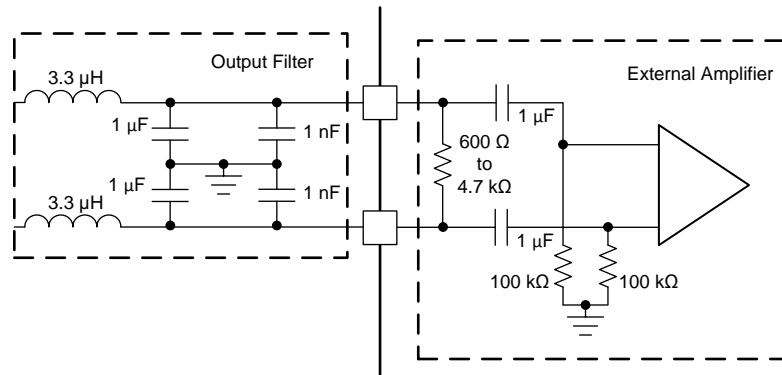 Output Filter
3.3 µH
1 µF
1 nF
1 µF
1 nF
3.3 µH
External Amplifier
1 µF
600 Ω
to
4.7 kΩ
1 µF
100 kΩ
100 kΩ